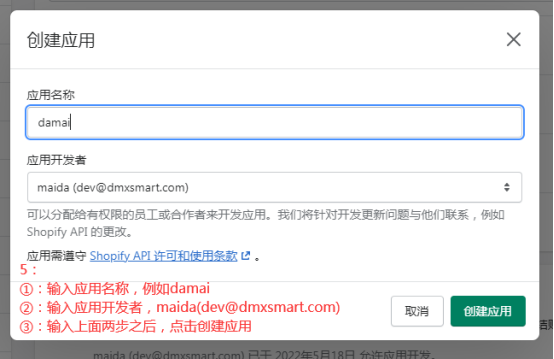 创建应用
应用名称
damai
应用开发者
maida (dev@dmxsmart.com)
可以分配给有权限的员工或合作者来开发应用。我们将针对开发更新问题与他们联系，例如
Shopify API 的更改。
应用需遵守 Shopify API 许可和使用条款 。
5：
①：输入应用名称，例如damai
②：输入应用开发者，maida(dev@dmxsmart.com)
③：输入上面两步之后，点击创建应用
取消
创建应用
maida (dev@dmxsmart.com) 已于 2022年5月18日 允许应用开发。